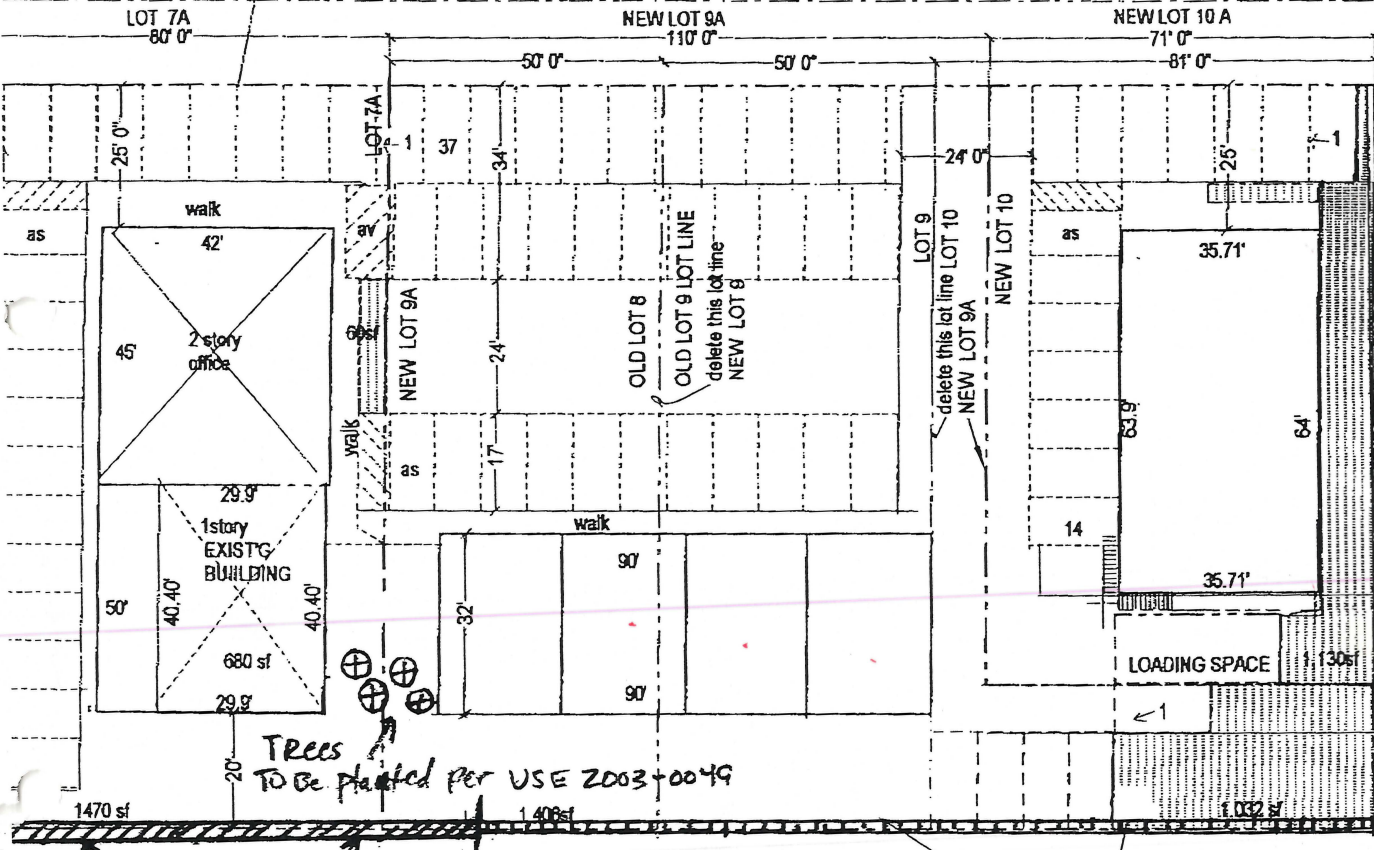 LOT 7A
80' 0"
NEW LOT 9A
110' 0"
NEW LOT 10 A
71' 0"
50' 0"
50' 0"
81' 0"
25' 0"
LOT-7A
1
37
34'
24' 0"
25'
1
walk
as
42'
av
LOT 9
as
35.71'
45'
2 story
office
60sf
NEW LOT 9A
24'
OLD LOT 8
OLD LOT 9 LOT LINE
delete this lot line
NEW LOT 9
delete this lot line LOT 10
NEW LOT 9A
NEW LOT 10
63.9'
64'
walk
as
17'
29.9'
1story
EXIST'G
BUILDING
walk
14
50'
40.40'
40.40'
32'
90'
35.71'
680 sf
29.9'
90'
LOADING SPACE
1,130sf
1
20'
TRees
To Be planted Per USE 2003-0049
1470 sf
1,408sf
1,032 sf